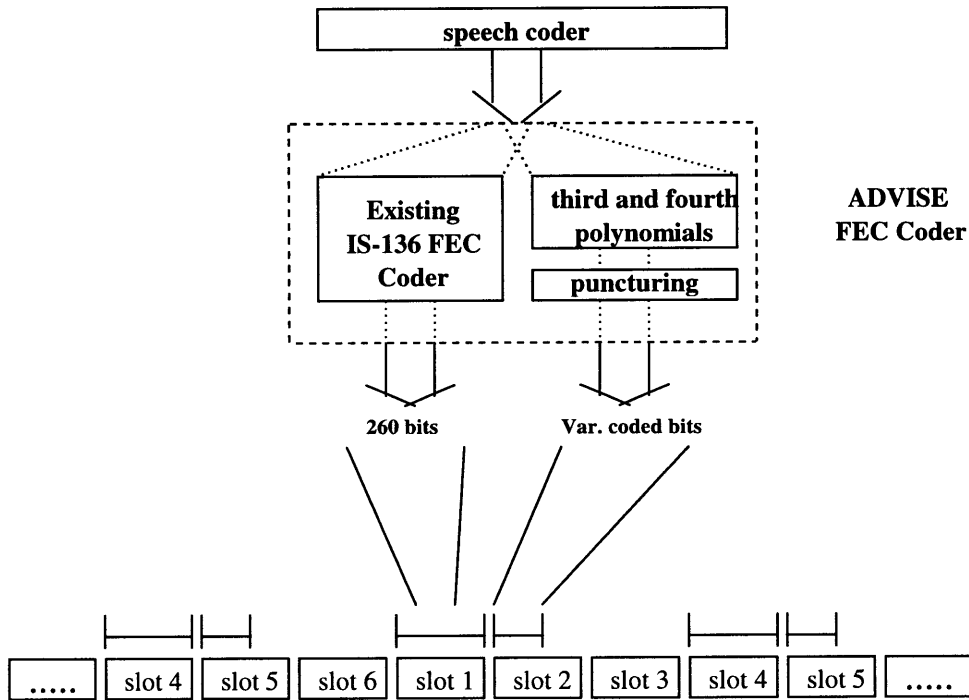 speech coder
Existing
IS-136 FEC
Coder
third and fourth
polynomials
puncturing
ADVISE
FEC Coder
260 bits
Var. coded bits
..... slot 4 slot 5 slot 6 slot 1 slot 2 slot 3 slot 4 slot 5 .....